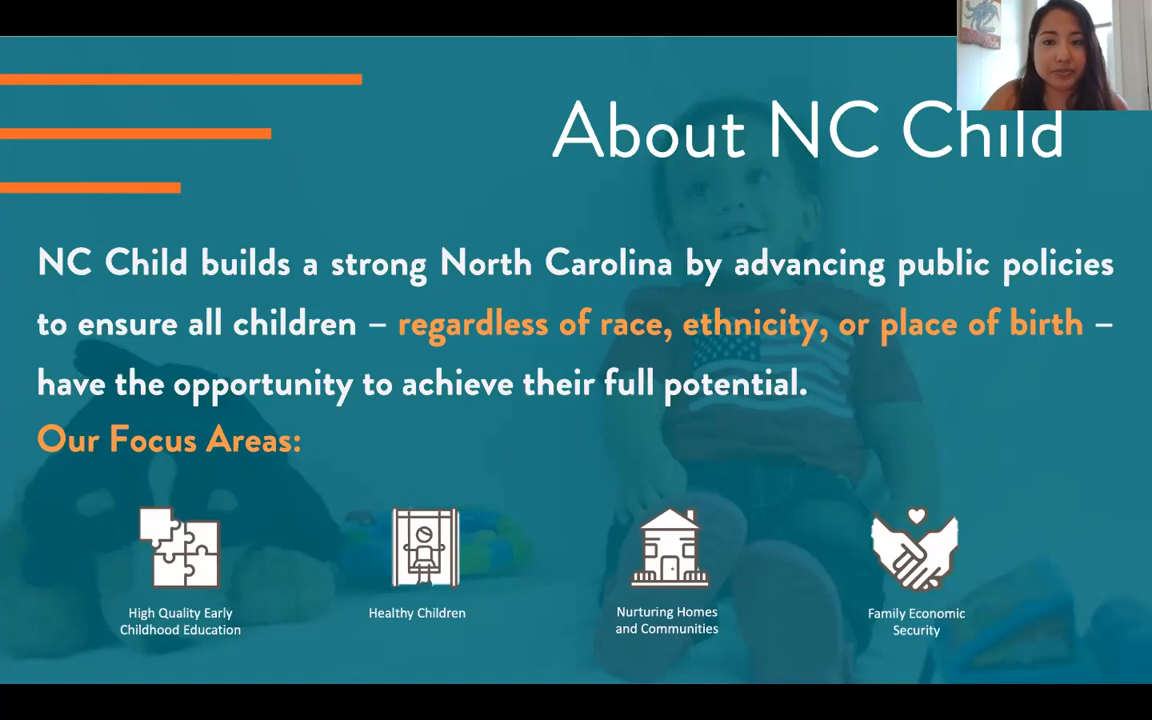 About NC Child
NC Child builds a strong North Carolina by advancing public policies
to ensure all children – regardless of race, ethnicity, or place of birth –
have the opportunity to achieve their full potential.
Our Focus Areas:
High Quality Early
Childhood Education
Healthy Children
Nurturing Homes
and Communities
Family Economic
Security